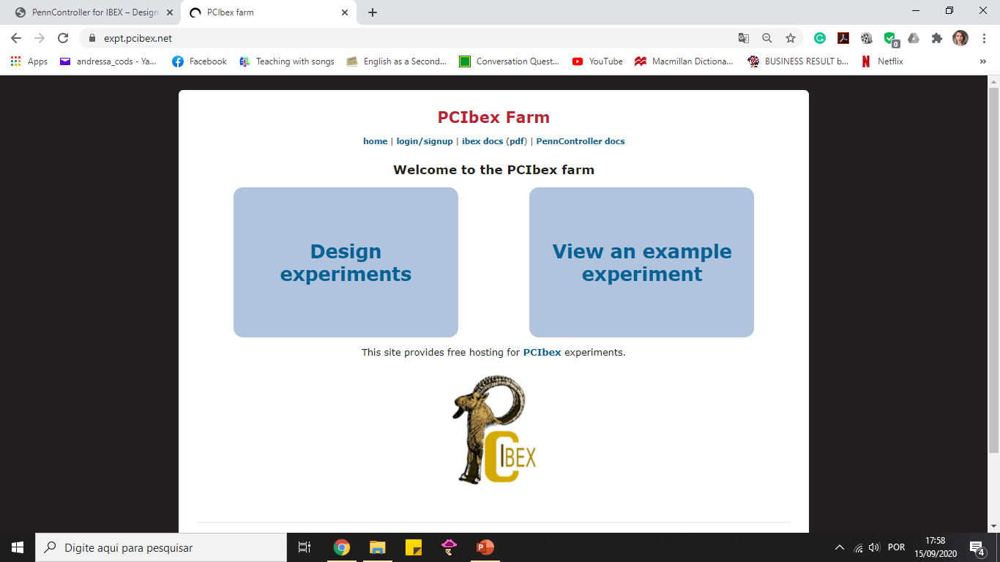 PennController for IBEX – Design
PCIbex farm
expt.pcibex.net
0
Apps
andressa_cods - Ya...
Facebook
Teaching with songs
English as a Second...
Conversation Quest...
YouTube
Macmillan Dictiona...
BUSINESS RESULT b...
Netflix
»
PCIbex Farm
home | login/signup | ibex docs (pdf) | PennController docs
Welcome to the PCIbex farm
Design
experiments
View an example
experiment
This site provides free hosting for PCIbex experiments.
PCIBEX
Digite aqui para pesquisar
POR
17:58
15/09/2020
4